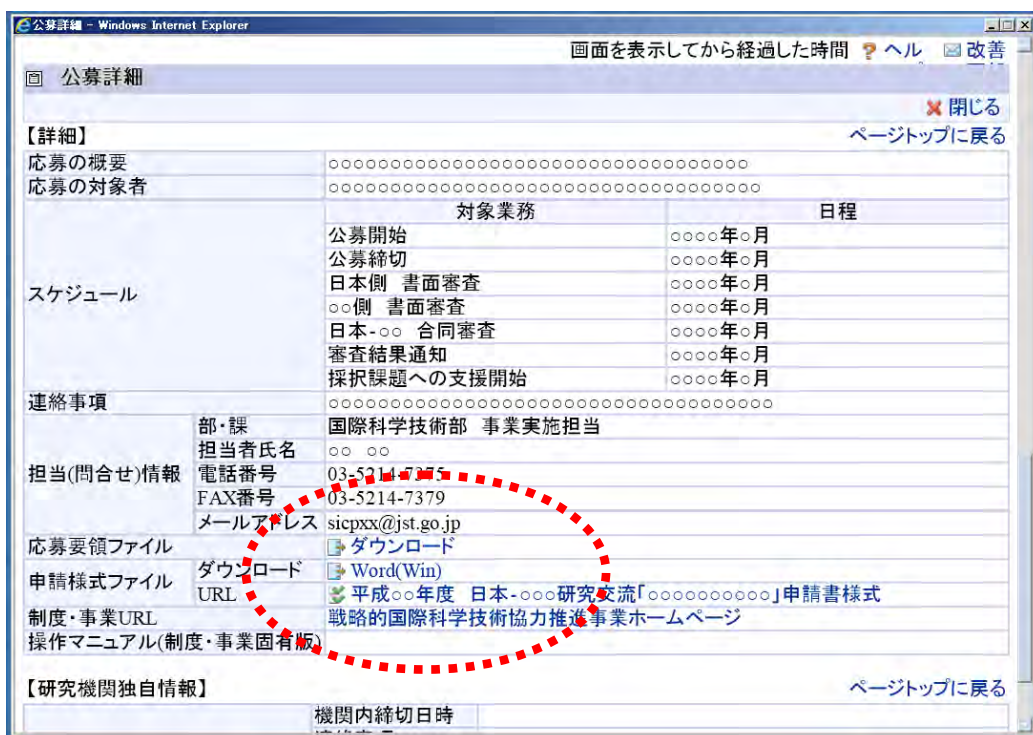 公募詳細 - Windows Internet Explorer
画面を表示してから経過した時間 ? ヘル 改善
公募詳細
閉じる
【詳細】 ページトップに戻る
応募の概要 ○○○○○○○○○○○○○○○○○○○○○○○○○○○○○○○○○○
応募の対象者 ○○○○○○○○○○○○○○○○○○○○○○○○○○○○○○○○○○○
対象業務 日程
公募開始 ○○○○年○月
公募締切 ○○○○年○月
日本側 書面審査 ○○○○年○月
スケジュール
○○側 書面審査 ○○○○年○月
日本-○○ 合同審査 ○○○○年○月
審査結果通知 ○○○○年○月
採択課題への支援開始 ○○○○年○月
連絡事項 ○○○○○○○○○○○○○○○○○○○○○○○○○○○○○○○○○○○○
部・課 国際科学技術部 事業実施担当
担当者氏名 ○○ ○○
担当(問合せ)情報 電話番号 03-5214-7375
FAX番号 03-5214-7379
メールアドレス sicpxx@jst.go.jp
応募要領ファイル ダウンロード
申請様式ファイル ダウンロード Word(Win)
URL 平成○○年度 日本-○○○研究交流「○○○○○○○○○○」申請書様式
制度・事業URL 戦略的国際科学技術協力推進事業ホームページ
操作マニュアル(制度・事業固有版)
【研究機関独自情報】 ページトップに戻る
機関内締切日時